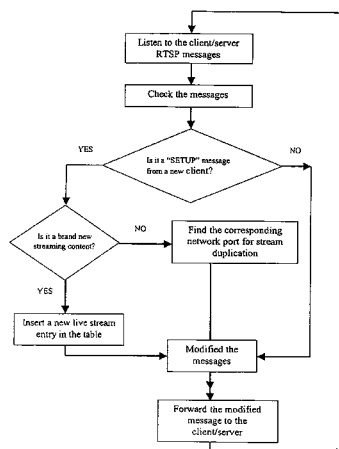 Listen to the client/server
RTSP messages
Check the messages
YES
NO
Is it a "SETUP" message
from a new client?
Is it a brand new
streaming content?
NO
Find the corresponding
network port for stream
duplication
YES
Insert a new live stream
entry in the table
Modified the
messages
Forward the modified
message to the
client/server